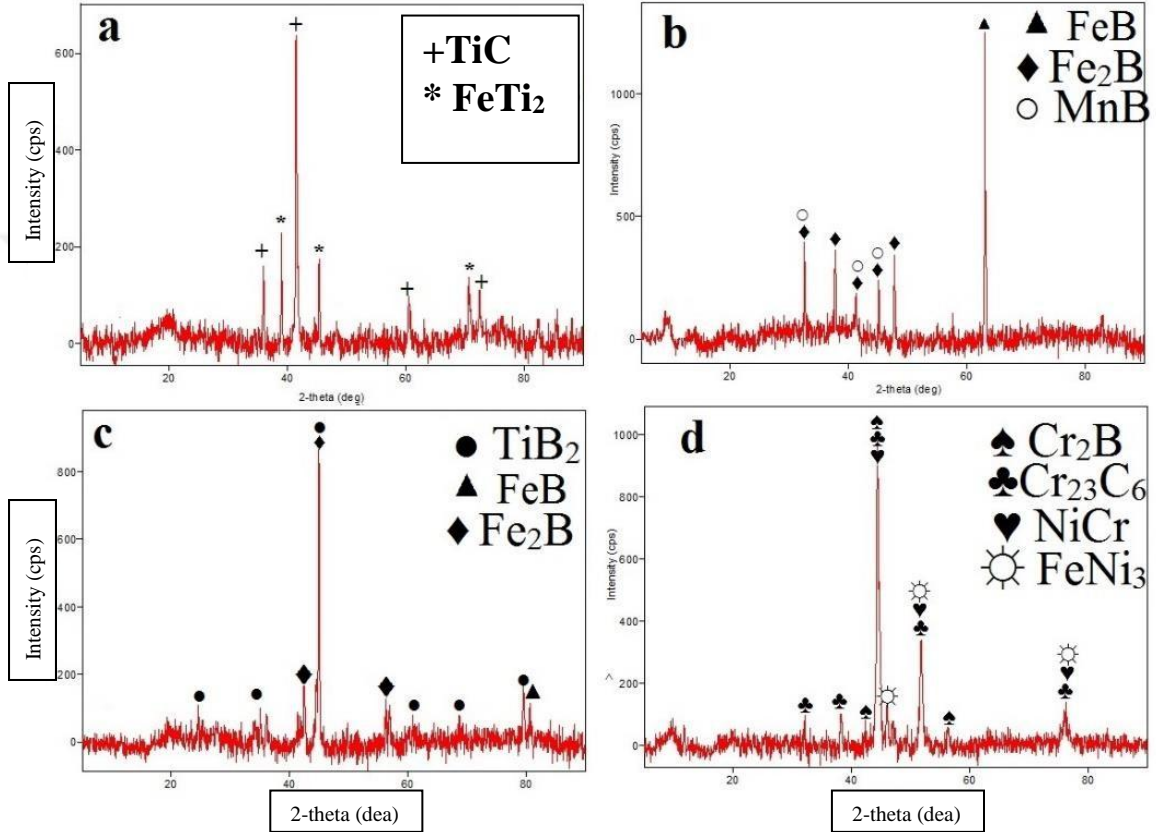 a
+TiC
* FeTi₂
Intensity (cps)
600
400
200
0
20 40 60 80
2-theta (deg)
b
▲ FeB
♦ Fe₂B
○ MnB
Intensity (cps)
1000
500
0
20 40 60 80
2-theta (deg)
c
● TiB₂
▲ FeB
♦ Fe₂B
Intensity (cps)
800
600
400
200
0
20 40 60 80
2-theta (dea)
d
♠ Cr₂B
♣Cr₂₃C₆
♥ NiCr
☼ FeNi₃
Intensity (cps)
1000
800
600
400
200
0
20 40 60 80
2-theta (dea)